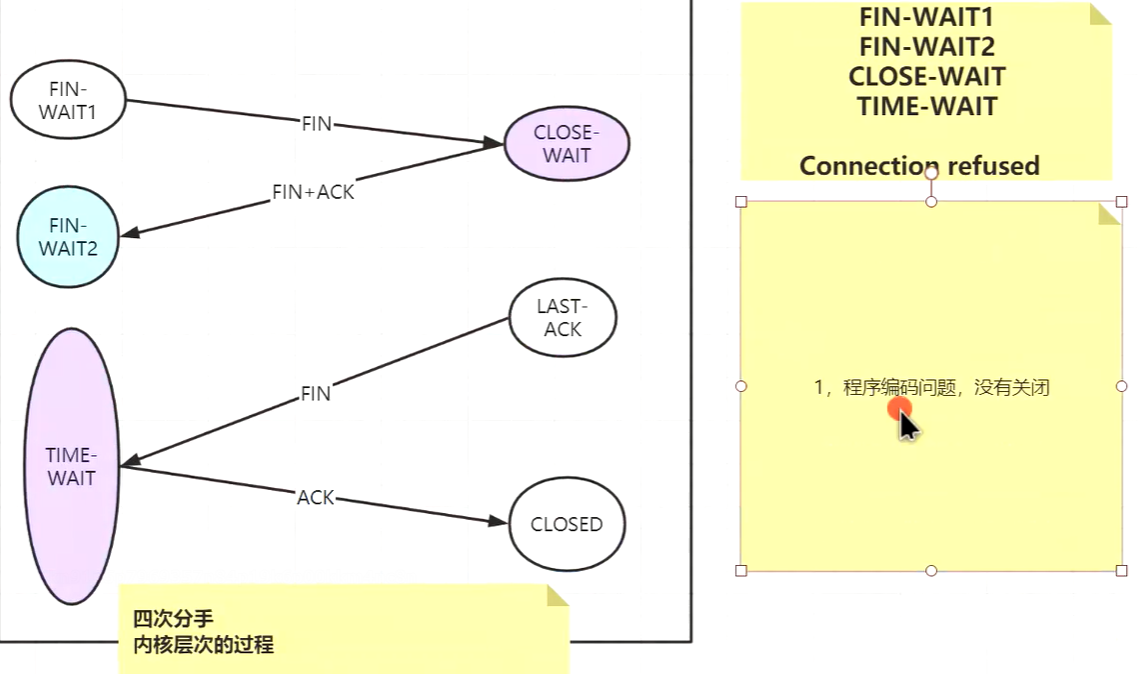 FIN-
WAIT1
FIN
CLOSE-
WAIT
FIN+ACK
FIN-
WAIT2
LAST-
ACK
FIN
TIME-
WAIT
ACK
CLOSED
四次分手
内核层次的过程
FIN-WAIT1
FIN-WAIT2
CLOSE-WAIT
TIME-WAIT
Connection refused
1，程序编码问题，没有关闭